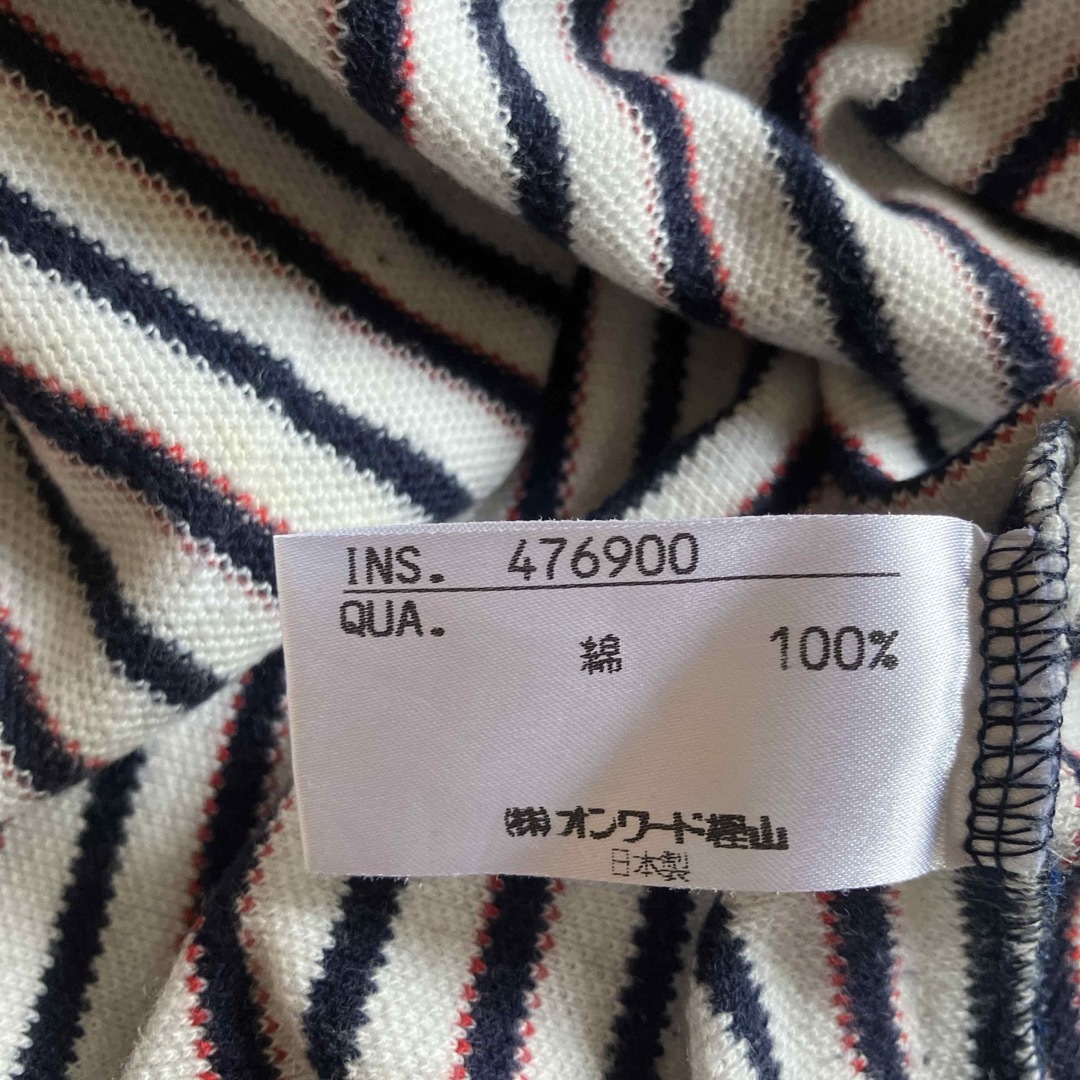 INS. 476900
QUA.
綿 100%
㈱オンワード樫山
日本製